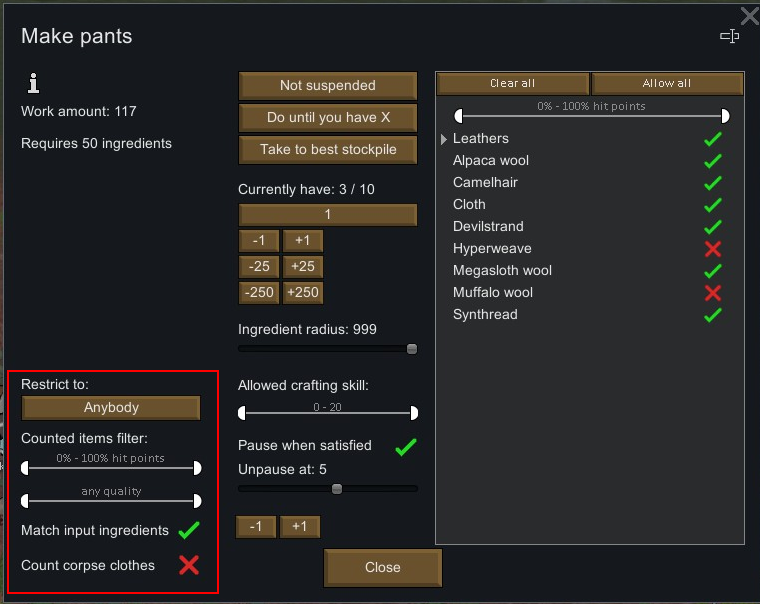 Make pants
Work amount: 117
Requires 50 ingredients
Restrict to:
Anybody
Counted items filter:
0% - 100% hit points
any quality
Match input ingredients
Count corpse clothes
Not suspended
Do until you have X
Take to best stockpile
Currently have: 3 / 10
1
-1 +1
-25 +25
-250 +250
Ingredient radius: 999
Allowed crafting skill:
0 - 20
Pause when satisfied
Unpause at: 5
-1 +1
Close
Clear all Allow all
0% - 100% hit points
Leathers
Alpaca wool
Camelhair
Cloth
Devilstrand
Hyperweave
Megasloth wool
Muffalo wool
Synthread